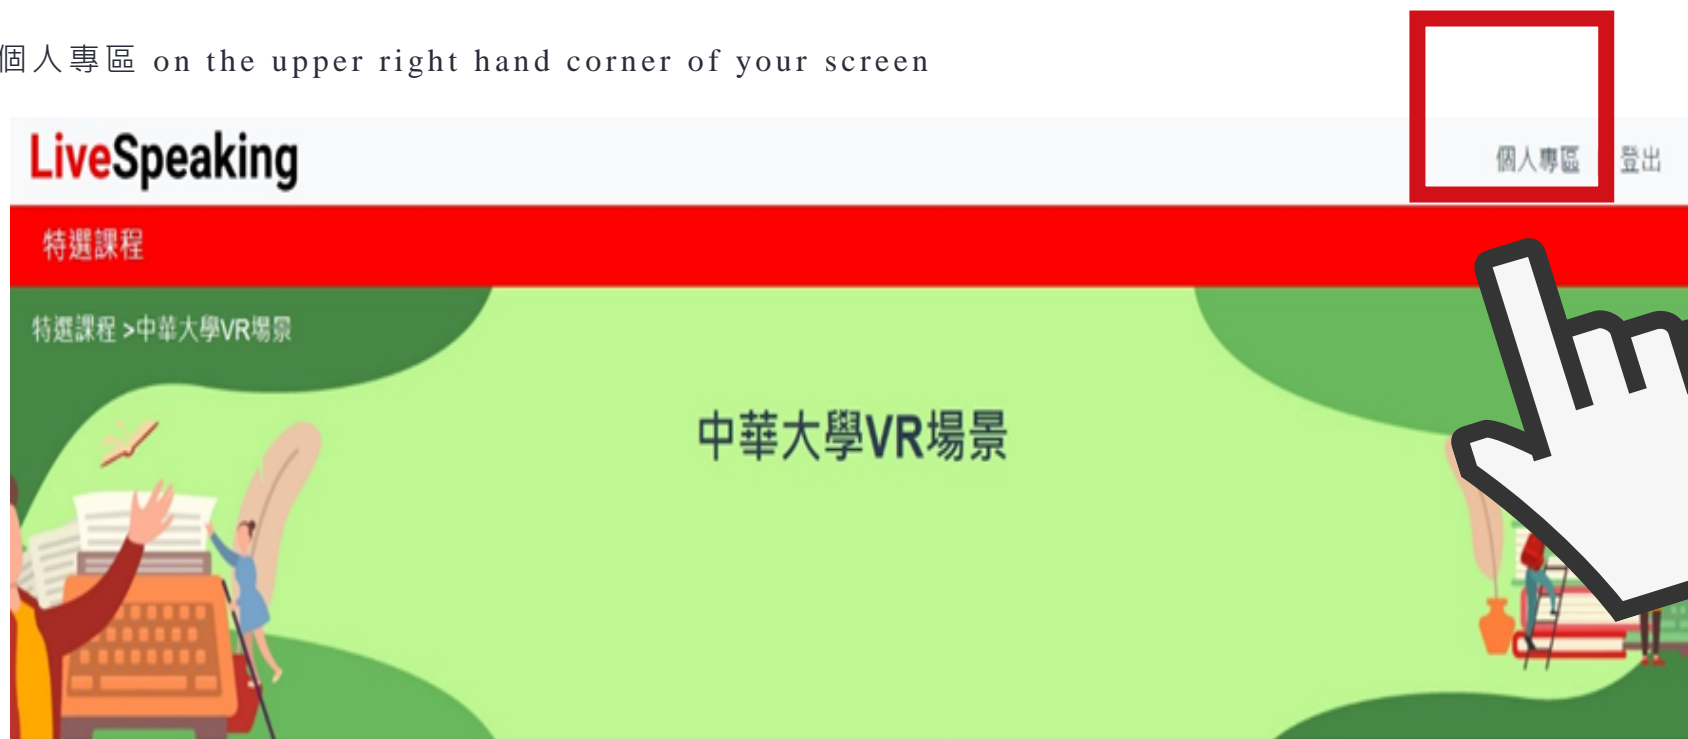 個人專區 on the upper right hand corner of your screen
LiveSpeaking
個人專區 登出
特選課程
特選課程 >中華大學VR場景
中華大學VR場景